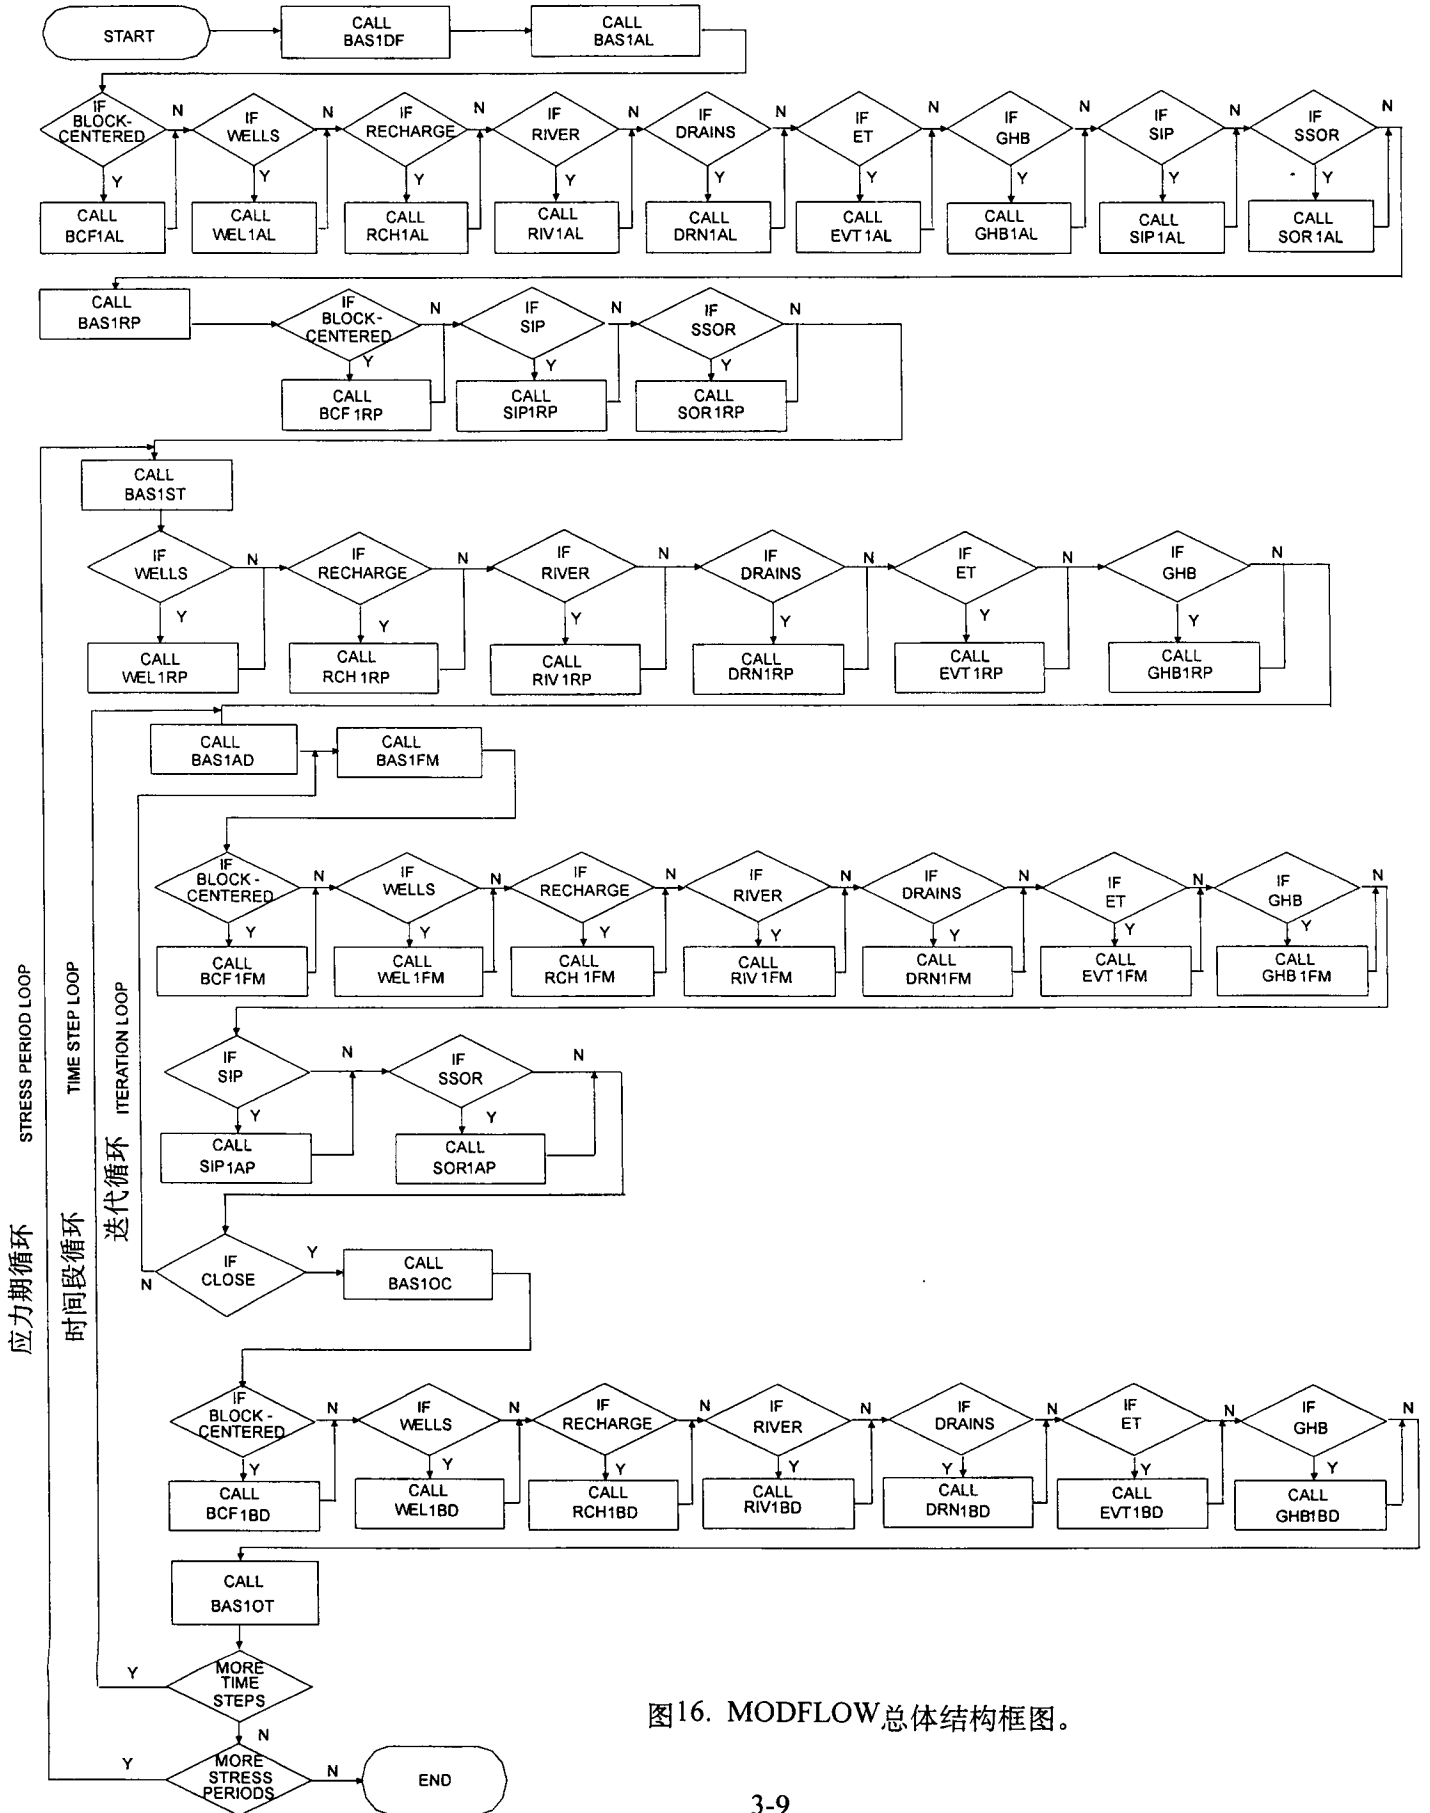 START
CALL
BAS1DF
CALL
BAS1AL
IF
BLOCK-
CENTERED
N
IF
WELLS
N
IF
RECHARGE
N
IF
RIVER
N
IF
DRAINS
N
IF
ET
N
IF
GHB
N
IF
SIP
N
IF
SSOR
N
Y
Y
Y
Y
Y
Y
Y
Y
Y
CALL
BCF1AL
CALL
WEL1AL
CALL
RCH1AL
CALL
RIV1AL
CALL
DRN1AL
CALL
EVT1AL
CALL
GHB1AL
CALL
SIP1AL
CALL
SOR1AL
CALL
BAS1RP
IF
BLOCK-
CENTERED
N
IF
SIP
N
IF
SSOR
N
Y
Y
Y
CALL
BCF1RP
CALL
SIP1RP
CALL
SOR1RP
CALL
BAS1ST
IF
WELLS
N
IF
RECHARGE
N
IF
RIVER
N
IF
DRAINS
N
IF
ET
N
IF
GHB
N
Y
Y
Y
Y
Y
Y
CALL
WEL1RP
CALL
RCH1RP
CALL
RIV1RP
CALL
DRN1RP
CALL
EVT1RP
CALL
GHB1RP
CALL
BAS1AD
CALL
BAS1FM
IF
BLOCK-
CENTERED
N
IF
WELLS
N
IF
RECHARGE
N
IF
RIVER
N
IF
DRAINS
N
IF
ET
N
IF
GHB
N
Y
Y
Y
Y
Y
Y
Y
CALL
BCF1FM
CALL
WEL1FM
CALL
RCH1FM
CALL
RIV1FM
CALL
DRN1FM
CALL
EVT1FM
CALL
GHB1FM
STRESS PERIOD LOOP
应力期循环
TIME STEP LOOP
时间段循环
ITERATION LOOP
迭代循环
IF
SIP
N
IF
SSOR
N
Y
Y
CALL
SIP1AP
CALL
SOR1AP
IF
CLOSE
N
Y
CALL
BAS1OC
IF
BLOCK-
CENTERED
N
IF
WELLS
N
IF
RECHARGE
N
IF
RIVER
N
IF
DRAINS
N
IF
ET
N
IF
GHB
N
Y
Y
Y
Y
Y
Y
Y
CALL
BCF1BD
CALL
WEL1BD
CALL
RCH1BD
CALL
RIV1BD
CALL
DRN1BD
CALL
EVT1BD
CALL
GHB1BD
CALL
BAS1OT
MORE
TIME
STEPS
Y
N
MORE
STRESS
PERIODS
Y
N
END
图16. MODFLOW总体结构框图。
3-9